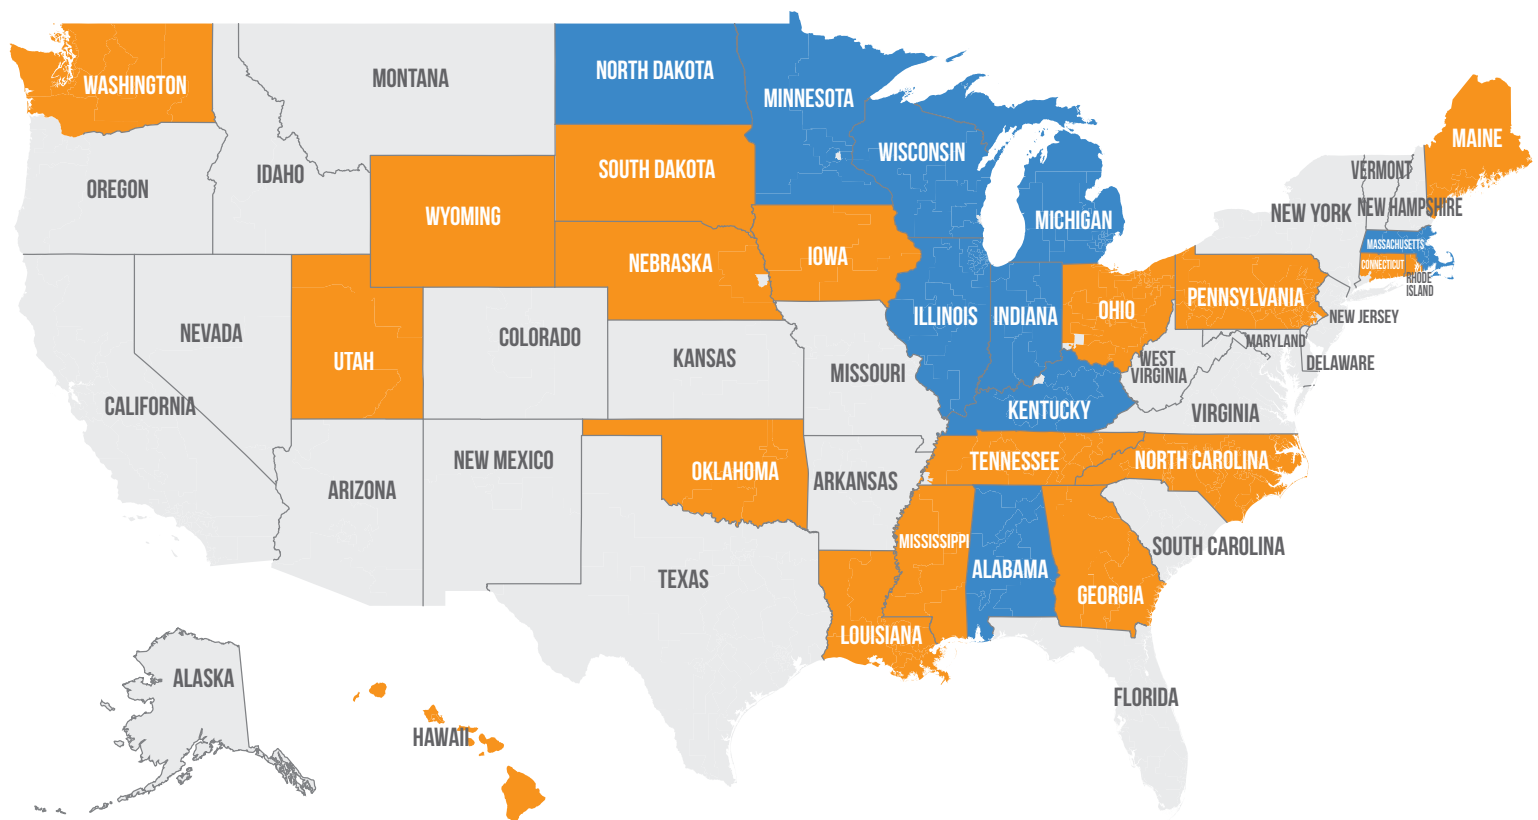 WASHINGTON
MONTANA
NORTH DAKOTA
MINNESOTA
MAINE
WISCONSIN
VERMONT
IDAHO
SOUTH DAKOTA
OREGON
WYOMING
MICHIGAN
NEW YORK
NEW HAMPSHIRE
MASSACHUSETTS
NEBRASKA
IOWA
CONNECTICUT
RHODE
ISLAND
PENNSYLVANIA
OHIO
ILLINOIS
INDIANA
NEW JERSEY
NEVADA
COLORADO
MARYLAND
UTAH
KANSAS
MISSOURI
WEST
VIRGINIA
DELAWARE
CALIFORNIA
KENTUCKY
VIRGINIA
NEW MEXICO
OKLAHOMA
TENNESSEE
NORTH CAROLINA
ARIZONA
ARKANSAS
MISSISSIPPI
SOUTH CAROLINA
ALABAMA
TEXAS
GEORGIA
LOUISIANA
ALASKA
FLORIDA
HAWAII